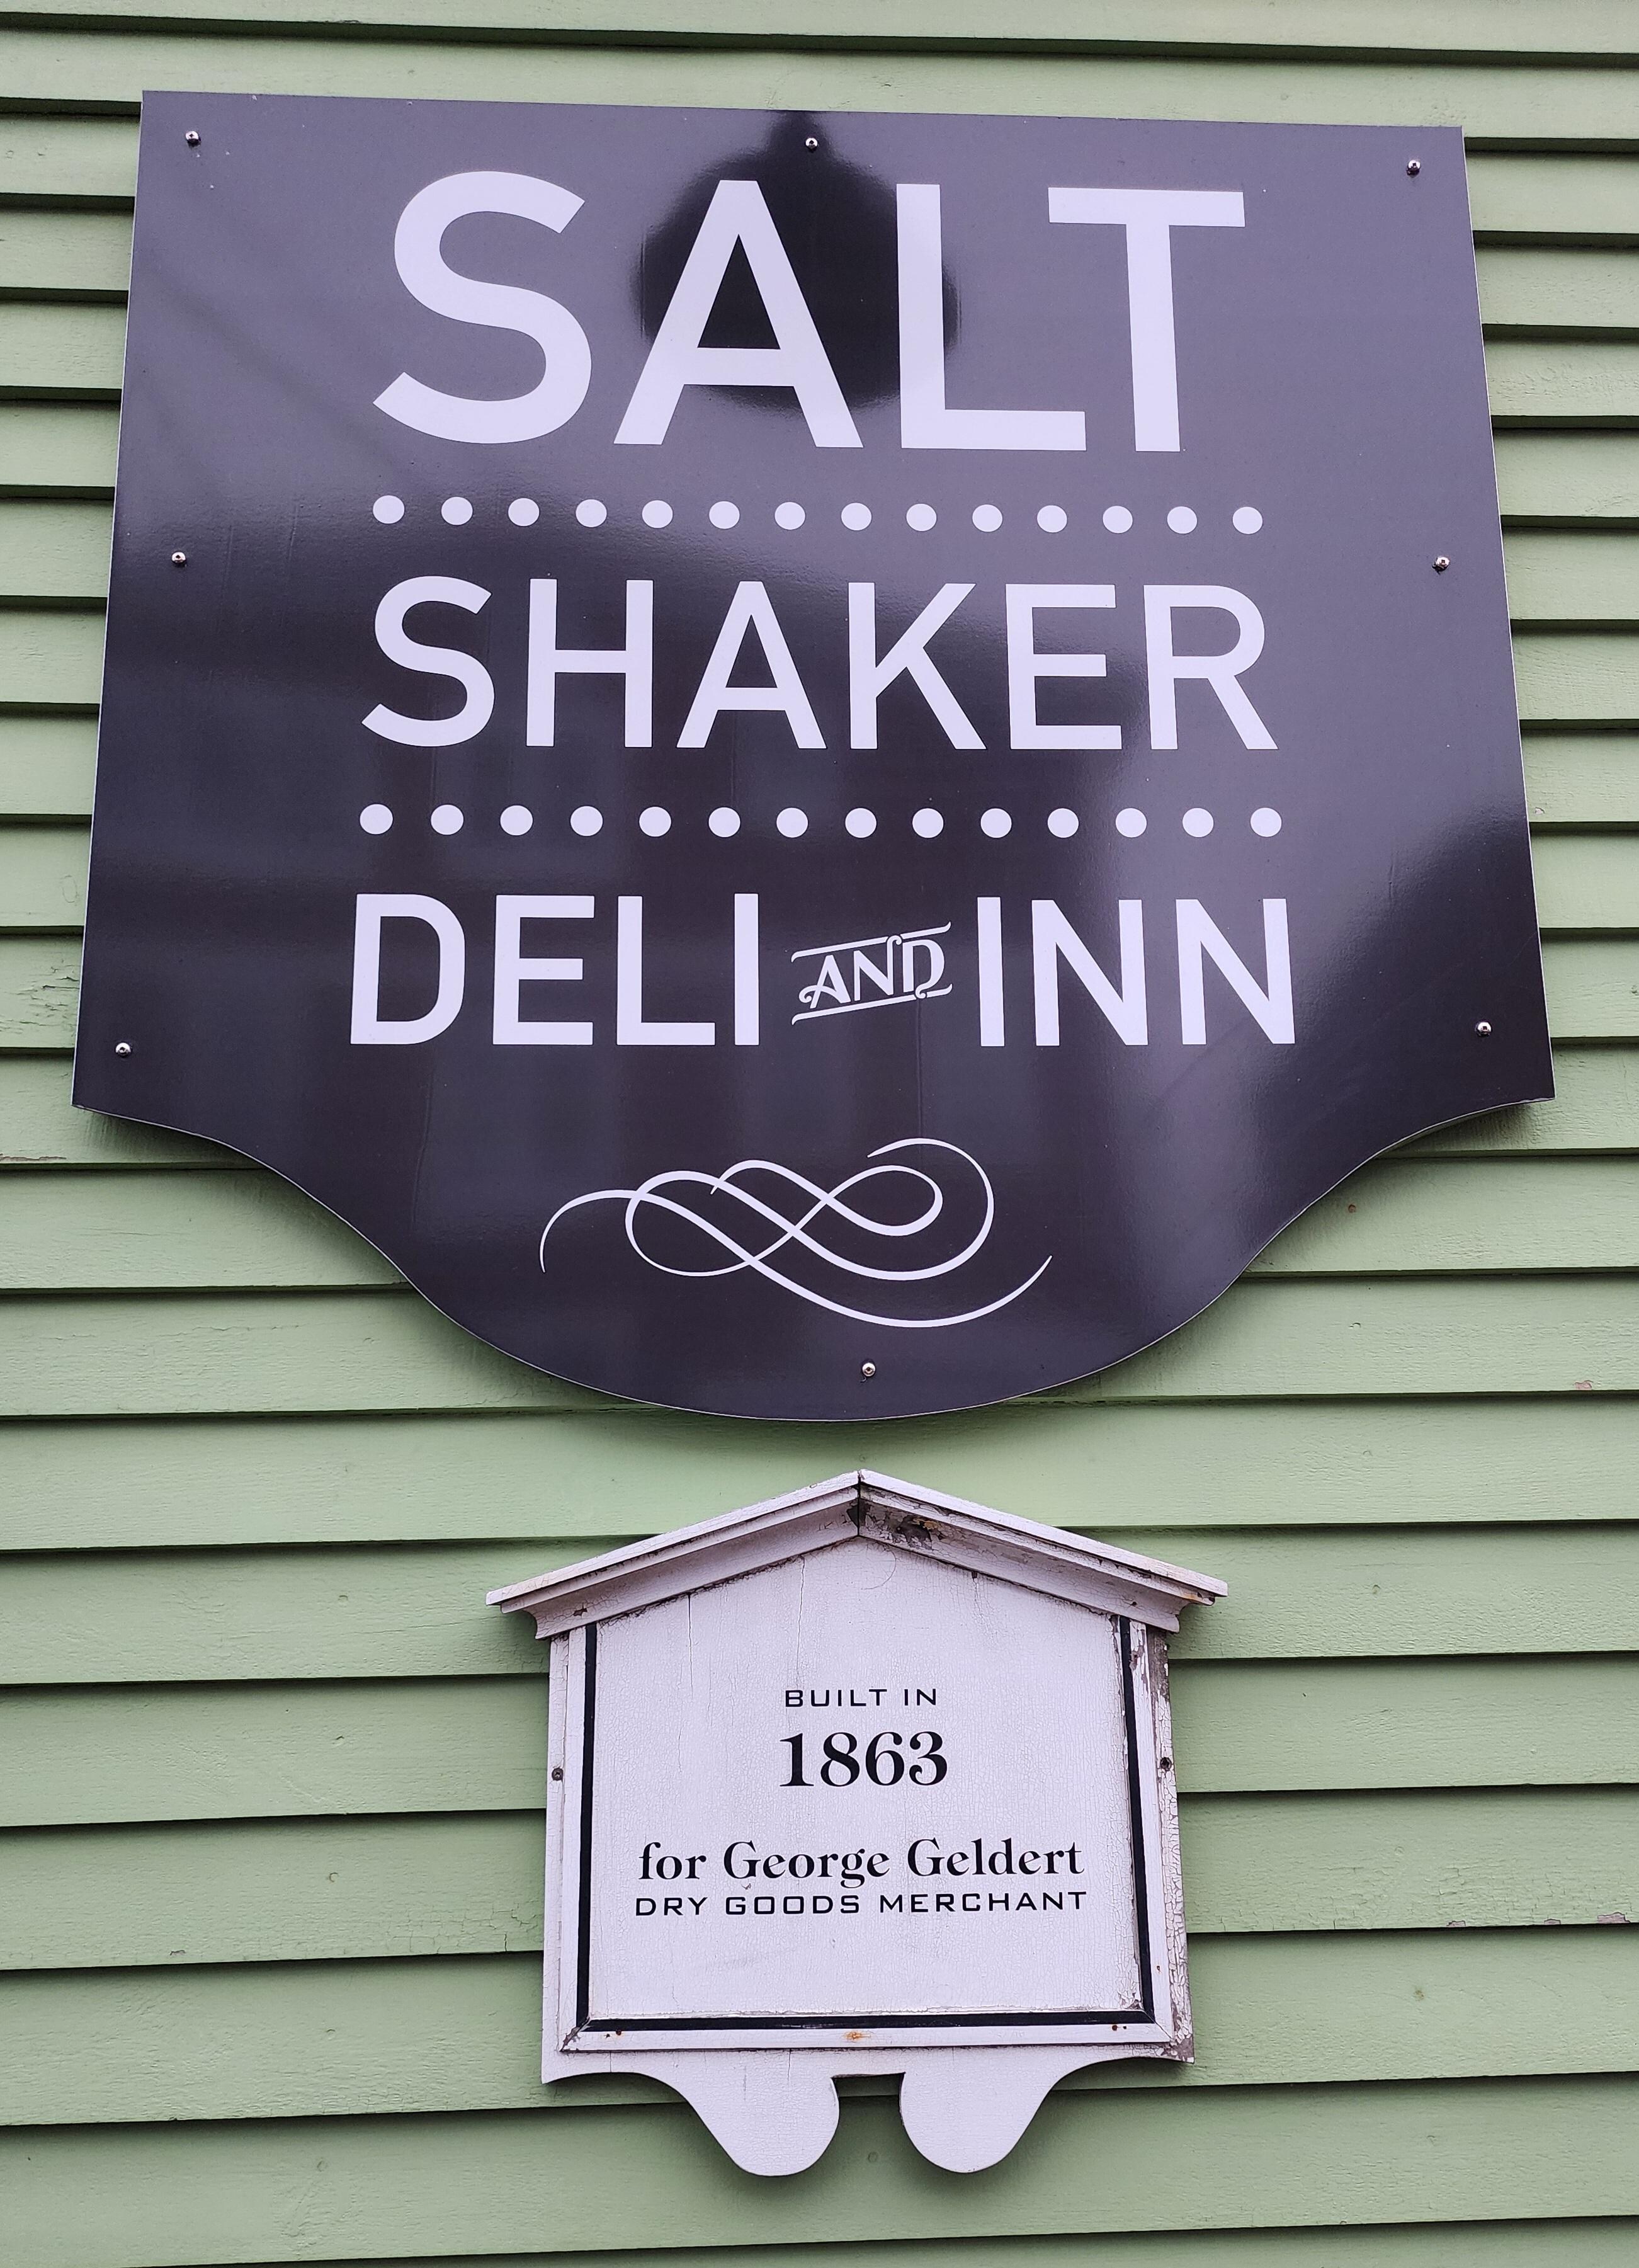 SALT
SHAKER
DELI AND INN
BUILT IN
1863
for George Geldert
DRY GOODS MERCHANT